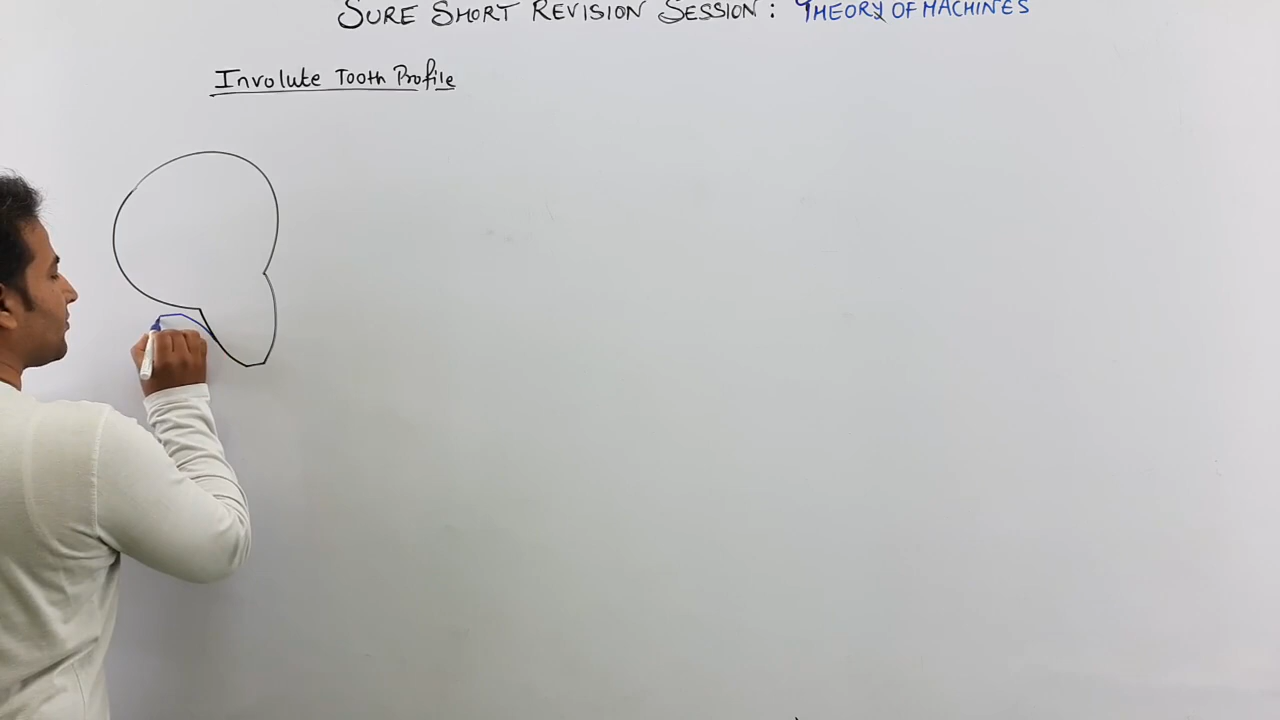 SURE SHORT REVISION SESSION: THEORY OF MACHINES
Involute Tooth Profile